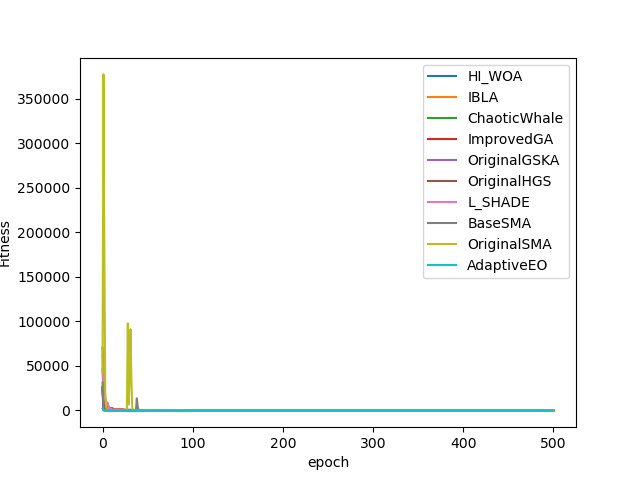 350000
300000
250000
200000
150000
100000
50000
0
Fitness
0 100 200 300 400 500
epoch
HI_WOA
IBLA
ChaoticWhale
ImprovedGA
OriginalGSKA
OriginalHGS
L_SHADE
BaseSMA
OriginalSMA
AdaptiveEO